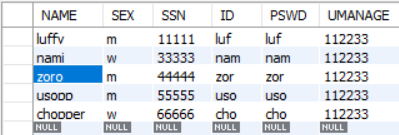 NAME SEX SSN ID PSWD UMANAGE
luffy m 11111 luf luf 112233
nami w 33333 nam nam 112233
zoro m 44444 zor zor 112233
usopp m 55555 uso uso 112233
chopper w 66666 cho cho 112233
NULL NULL NULL NULL NULL NULL